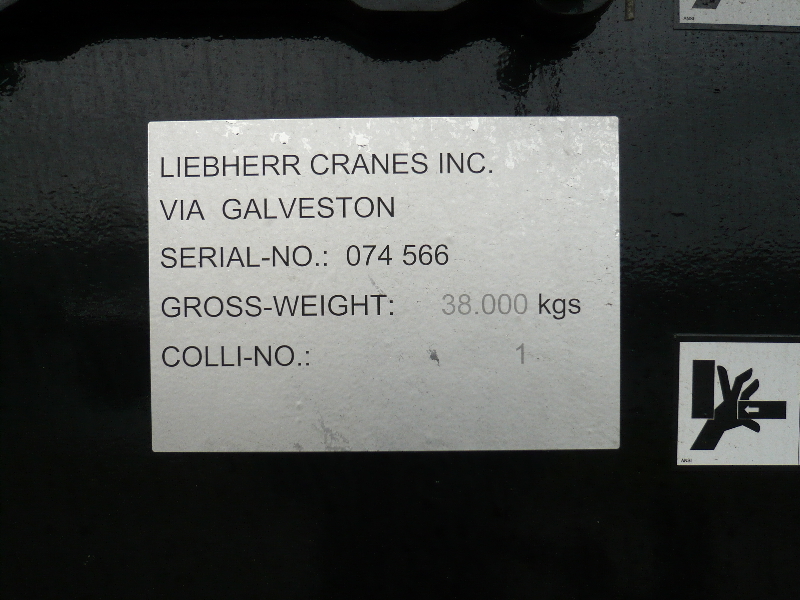 LIEBHERR CRANES INC.
VIA GALVESTON
SERIAL-NO.: 074 566
GROSS-WEIGHT: 38.000 kgs
COLLI-NO.: 1